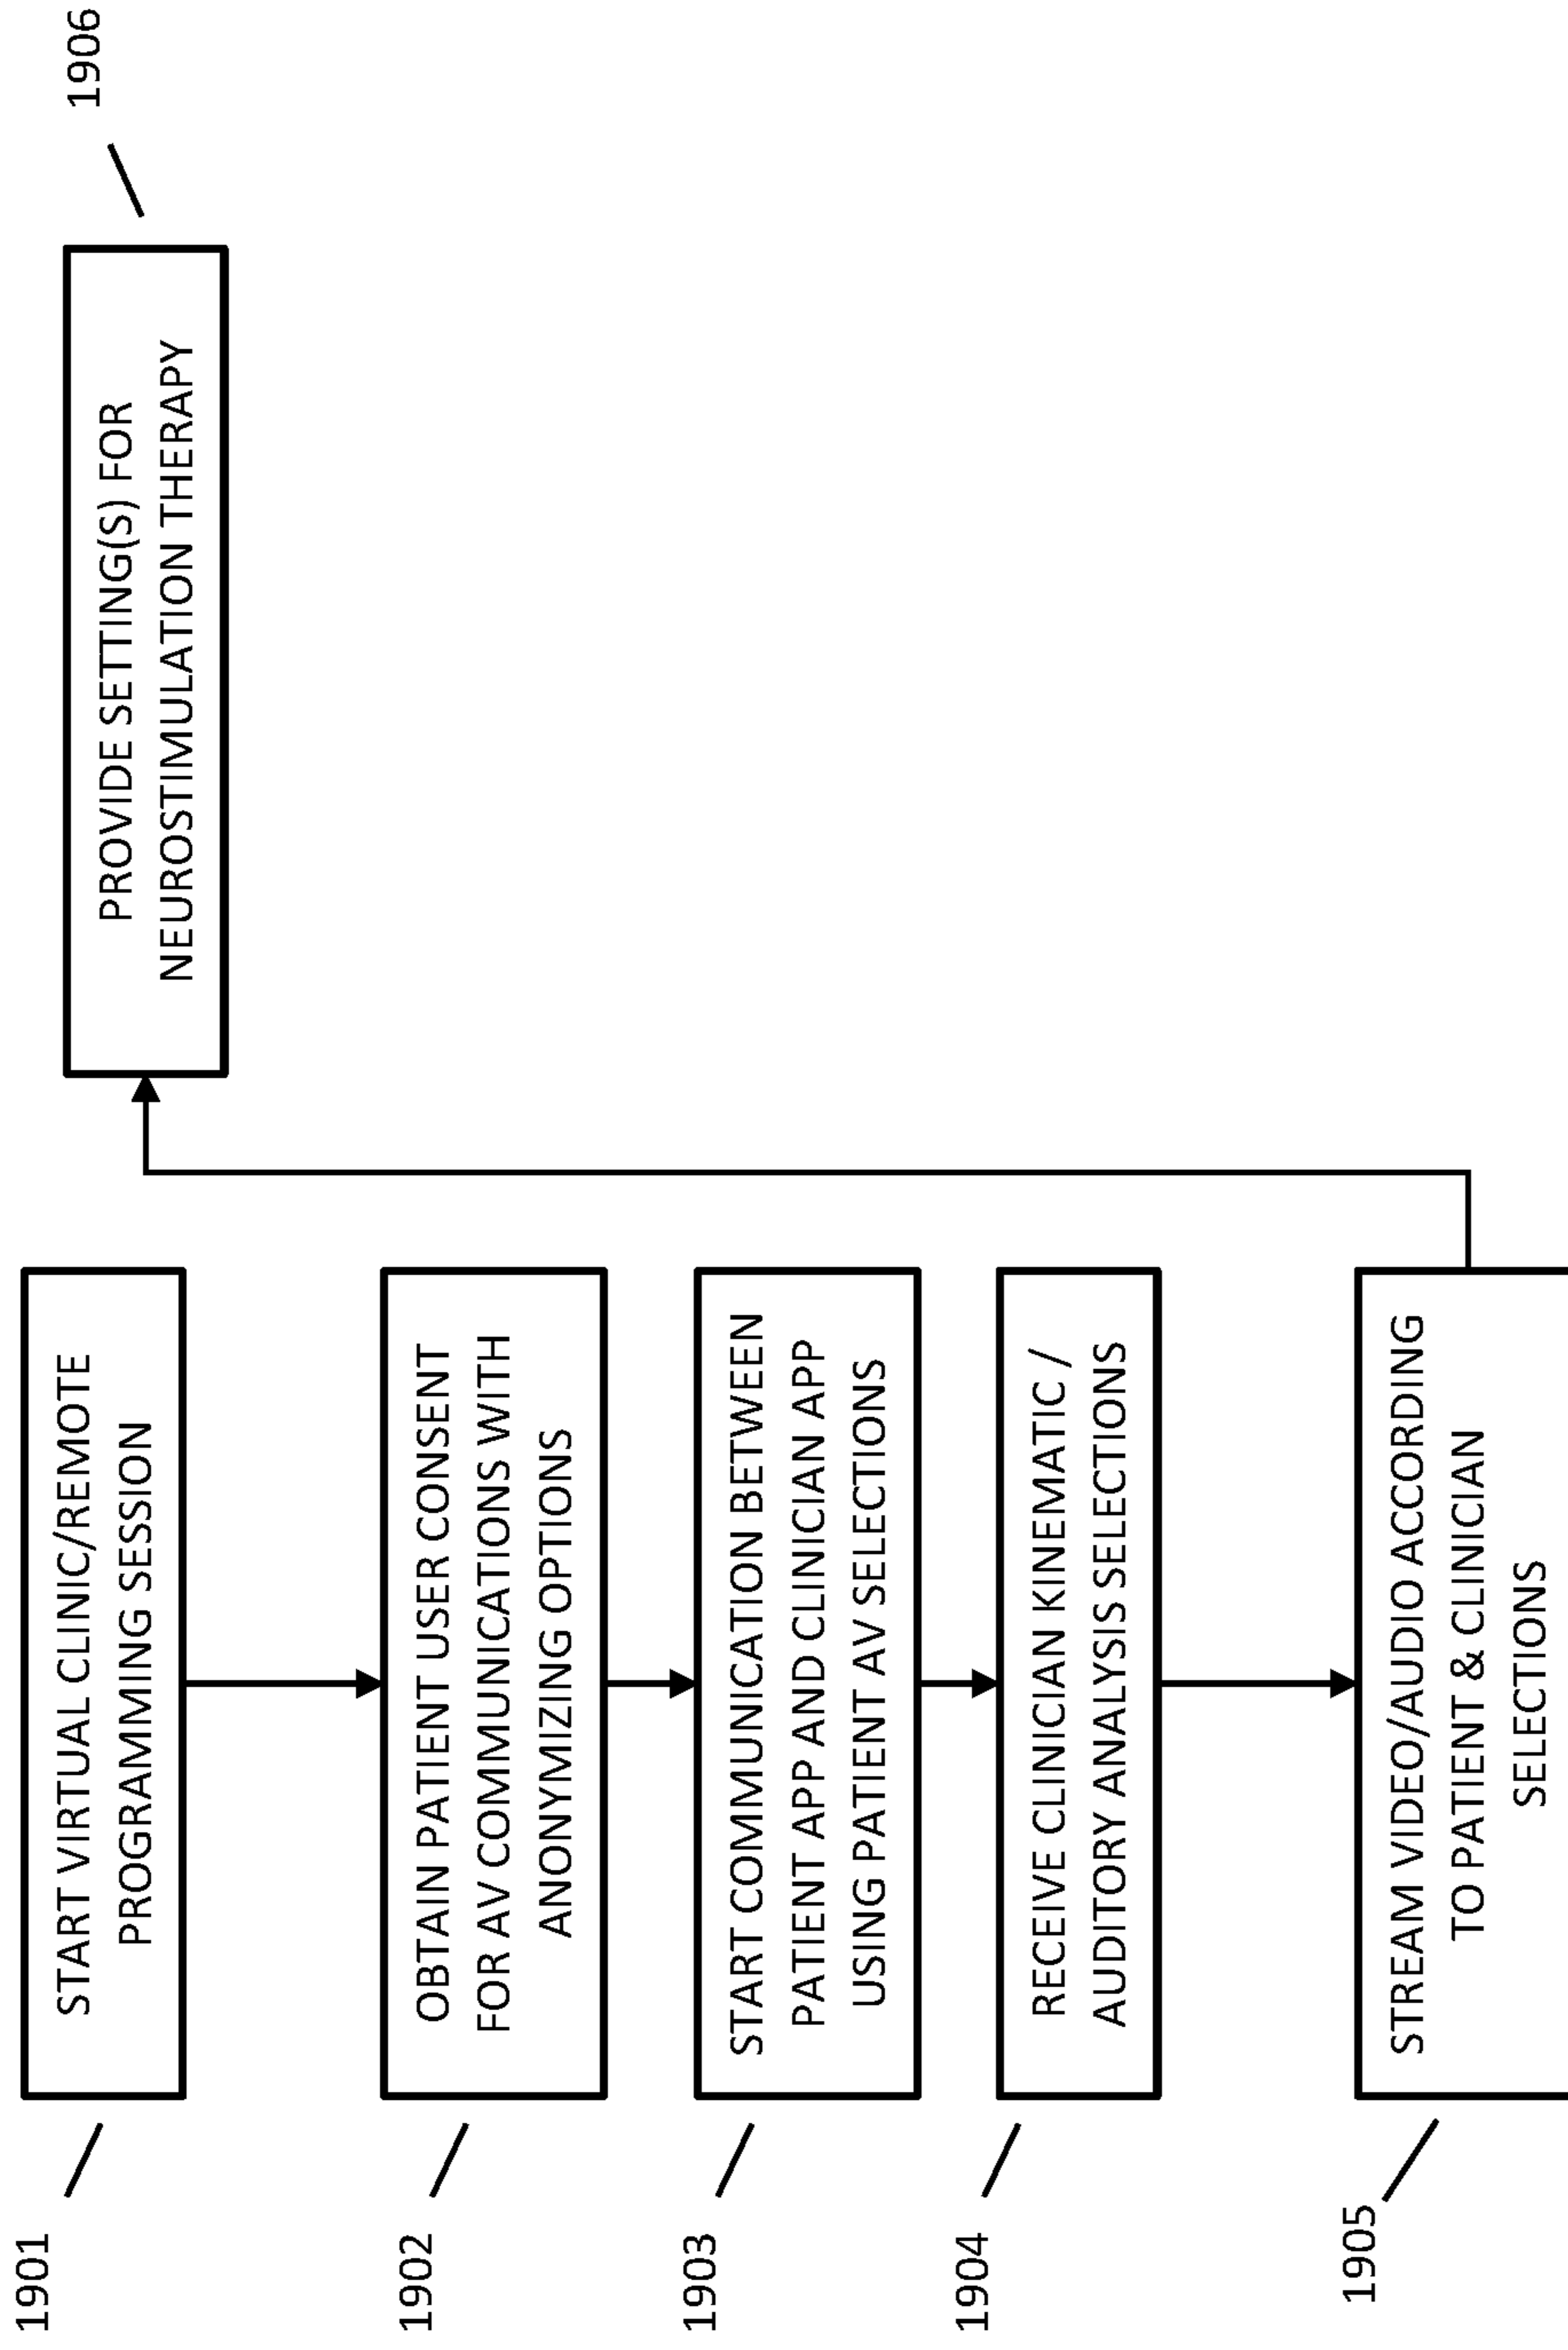 1901
START VIRTUAL CLINIC/REMOTE
PROGRAMMING SESSION
1902
OBTAIN PATIENT USER CONSENT
FOR AV COMMUNICATIONS WITH
ANONYMIZING OPTIONS
1903
START COMMUNICATION BETWEEN
PATIENT APP AND CLINICIAN APP
USING PATIENT AV SELECTIONS
1904
RECEIVE CLINICIAN KINEMATIC /
AUDITORY ANALYSIS SELECTIONS
1905
STREAM VIDEO/AUDIO ACCORDING
TO PATIENT & CLINICIAN
SELECTIONS
1906
PROVIDE SETTING(S) FOR
NEUROSTIMULATION THERAPY